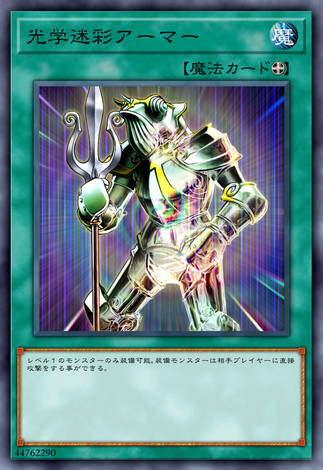 光学迷彩アーマー
魔
【魔法カード】
レベル１のモンスターのみ装備可能。装備モンスターは相手プレイヤーに直接
攻撃をする事ができる。
44762290